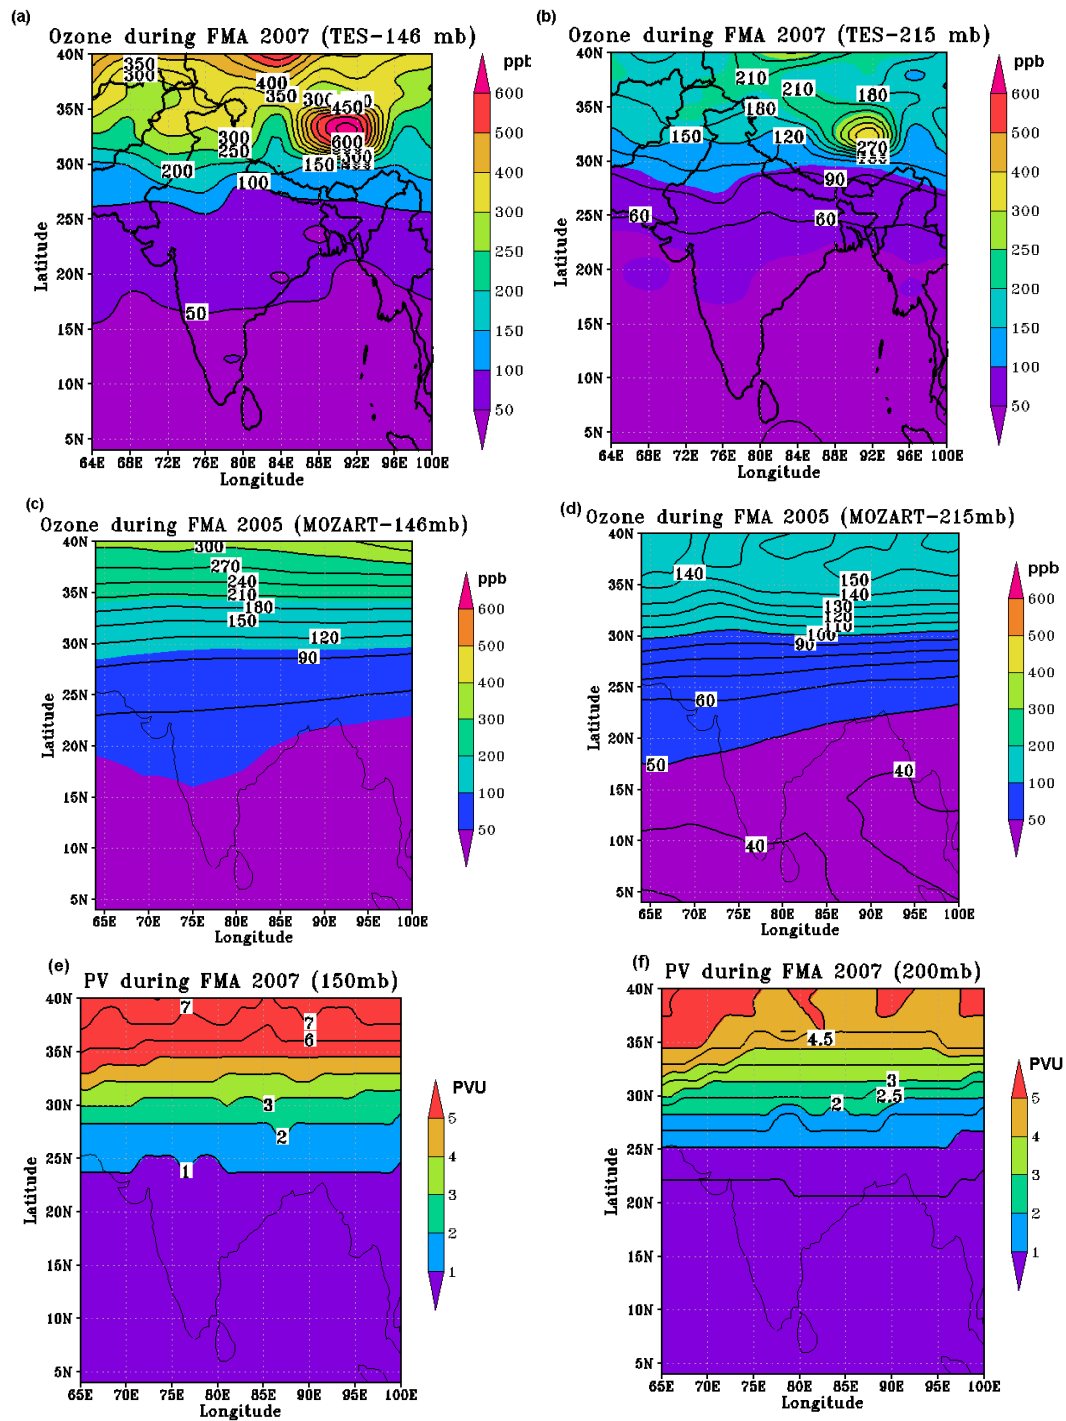 (a)
Ozone during FMA 2007 (TES-146 mb)
ppb
40N
35N
30N
25N
20N
15N
10N
5N
Latitude
350
300
400
350
300
450
600
300
250
200
150
100
50
64E 68E 72E 76E 80E 84E 88E 92E 96E 100E
Longitude
600
500
400
300
250
200
150
100
50
(b)
Ozone during FMA 2007 (TES-215 mb)
ppb
40N
35N
30N
25N
20N
15N
10N
5N
Latitude
210
210
180
180
150
120
270
90
60
60
64E 68E 72E 76E 80E 84E 88E 92E 96E 100E
Longitude
600
500
400
300
250
200
150
100
50
(c)
Ozone during FMA 2005 (MOZART-146mb)
ppb
40N
35N
30N
25N
20N
15N
10N
5N
Latitude
300
270
240
210
180
150
120
90
65E 70E 75E 80E 85E 90E 95E 100E
Longitude
600
500
400
300
200
100
50
(d)
Ozone during FMA 2005 (MOZART-215mb)
ppb
40N
35N
30N
25N
20N
15N
10N
5N
Latitude
140
150
140
130
120
110
100
90
60
50
40
40
65E 70E 75E 80E 85E 90E 95E 100E
Longitude
600
500
400
300
200
100
50
(e)
PV during FMA 2007 (150mb)
PVU
40N
35N
30N
25N
20N
15N
10N
5N
Latitude
7
7
6
3
2
1
65E 70E 75E 80E 85E 90E 95E 100E
Longitude
5
4
3
2
1
(f)
PV during FMA 2007 (200mb)
PVU
40N
35N
30N
25N
20N
15N
10N
5N
Latitude
4.5
3
2.5
2
65E 70E 75E 80E 85E 90E 95E 100E
Longitude
5
4
3
2
1